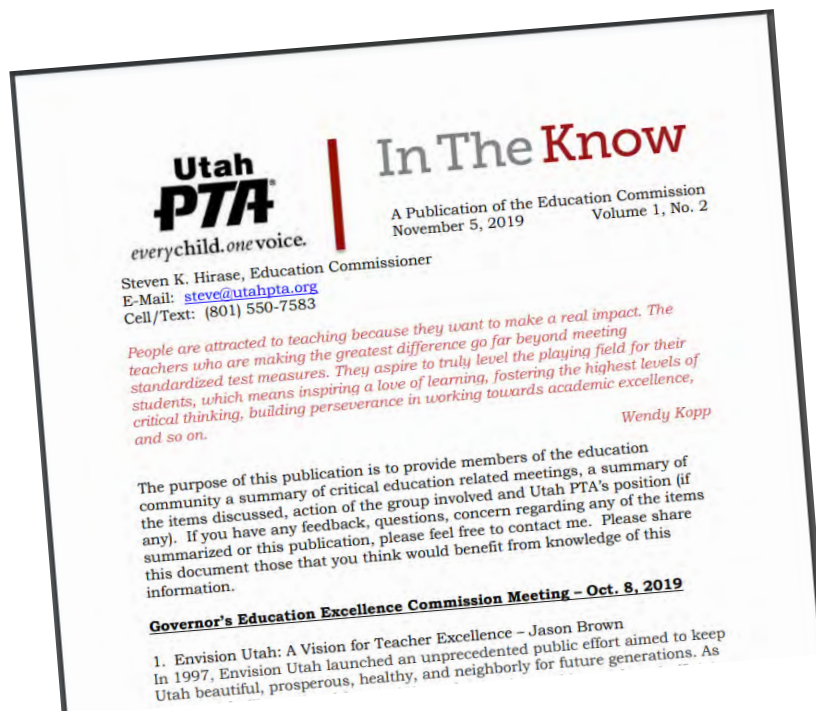 Utah
PTA®
everychild.onevoice.
In The Know
A Publication of the Education Commission
November 5, 2019 Volume 1, No. 2
Steven K. Hirase, Education Commissioner
E-Mail: steve@utahpta.org
Cell/Text: (801) 550-7583
People are attracted to teaching because they want to make a real impact. The
teachers who are making the greatest difference go far beyond meeting
standardized test measures. They aspire to truly level the playing field for their
students, which means inspiring a love of learning, fostering the highest levels of
critical thinking, building perseverance in working towards academic excellence,
and so on.
Wendy Kopp
The purpose of this publication is to provide members of the education
community a summary of critical education related meetings, a summary of
the items discussed, action of the group involved and Utah PTA's position (if
any). If you have any feedback, questions, concern regarding any of the items
summarized or this publication, please feel free to contact me. Please share
this document those that you think would benefit from knowledge of this
information.
Governor's Education Excellence Commission Meeting – Oct. 8, 2019
1. Envision Utah: A Vision for Teacher Excellence – Jason Brown
In 1997, Envision Utah launched an unprecedented public effort aimed to keep
Utah beautiful, prosperous, healthy, and neighborly for future generations. As